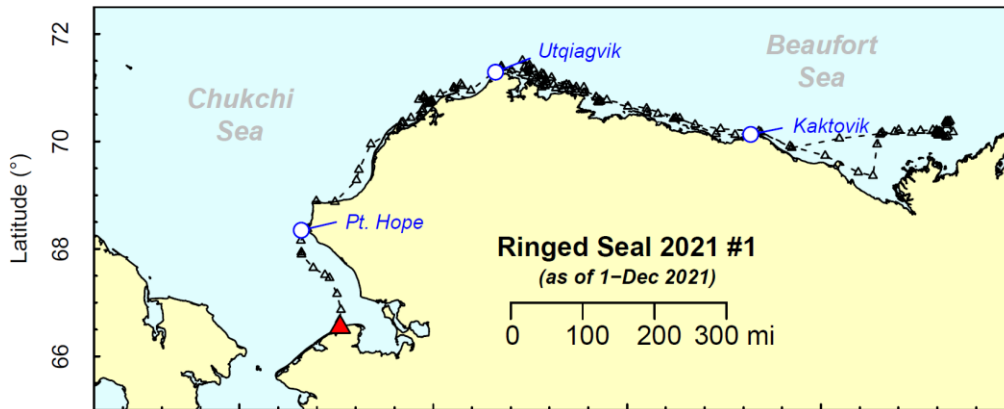 72
Utqiagvik
Beaufort
Sea
Chukchi
Sea
70
Kaktovik
Latitude (°)
Pt. Hope
68
Ringed Seal 2021 #1
(as of 1−Dec 2021)
0 100 200 300 mi
66